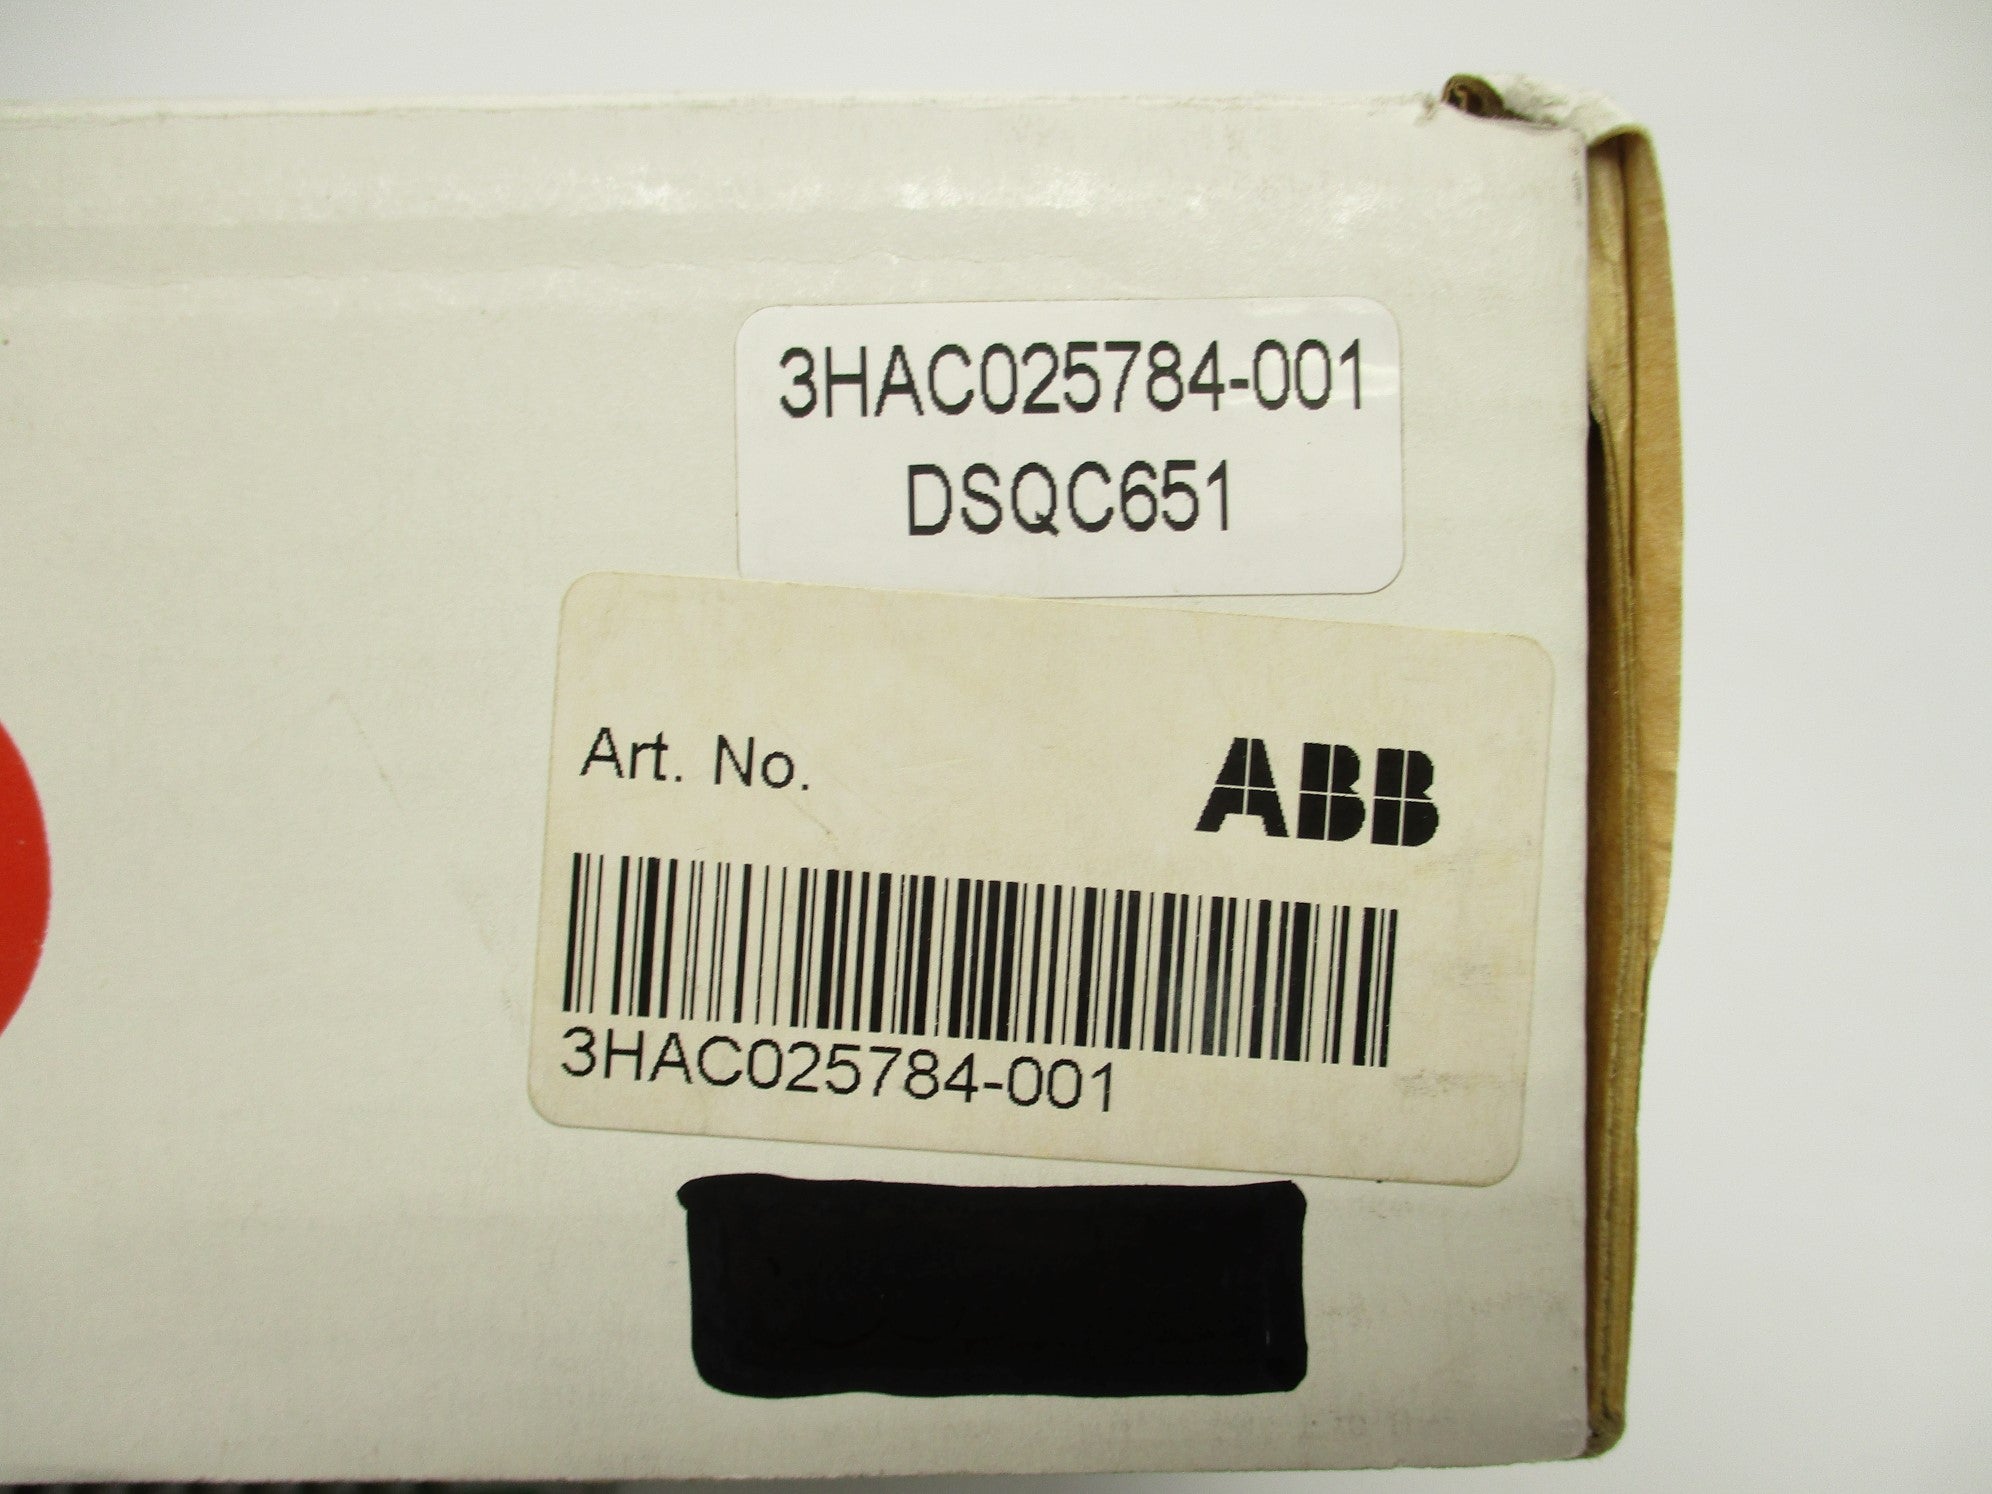 3HAC025784-001
DSQC651
Art. No.
ABB
3HAC025784-001